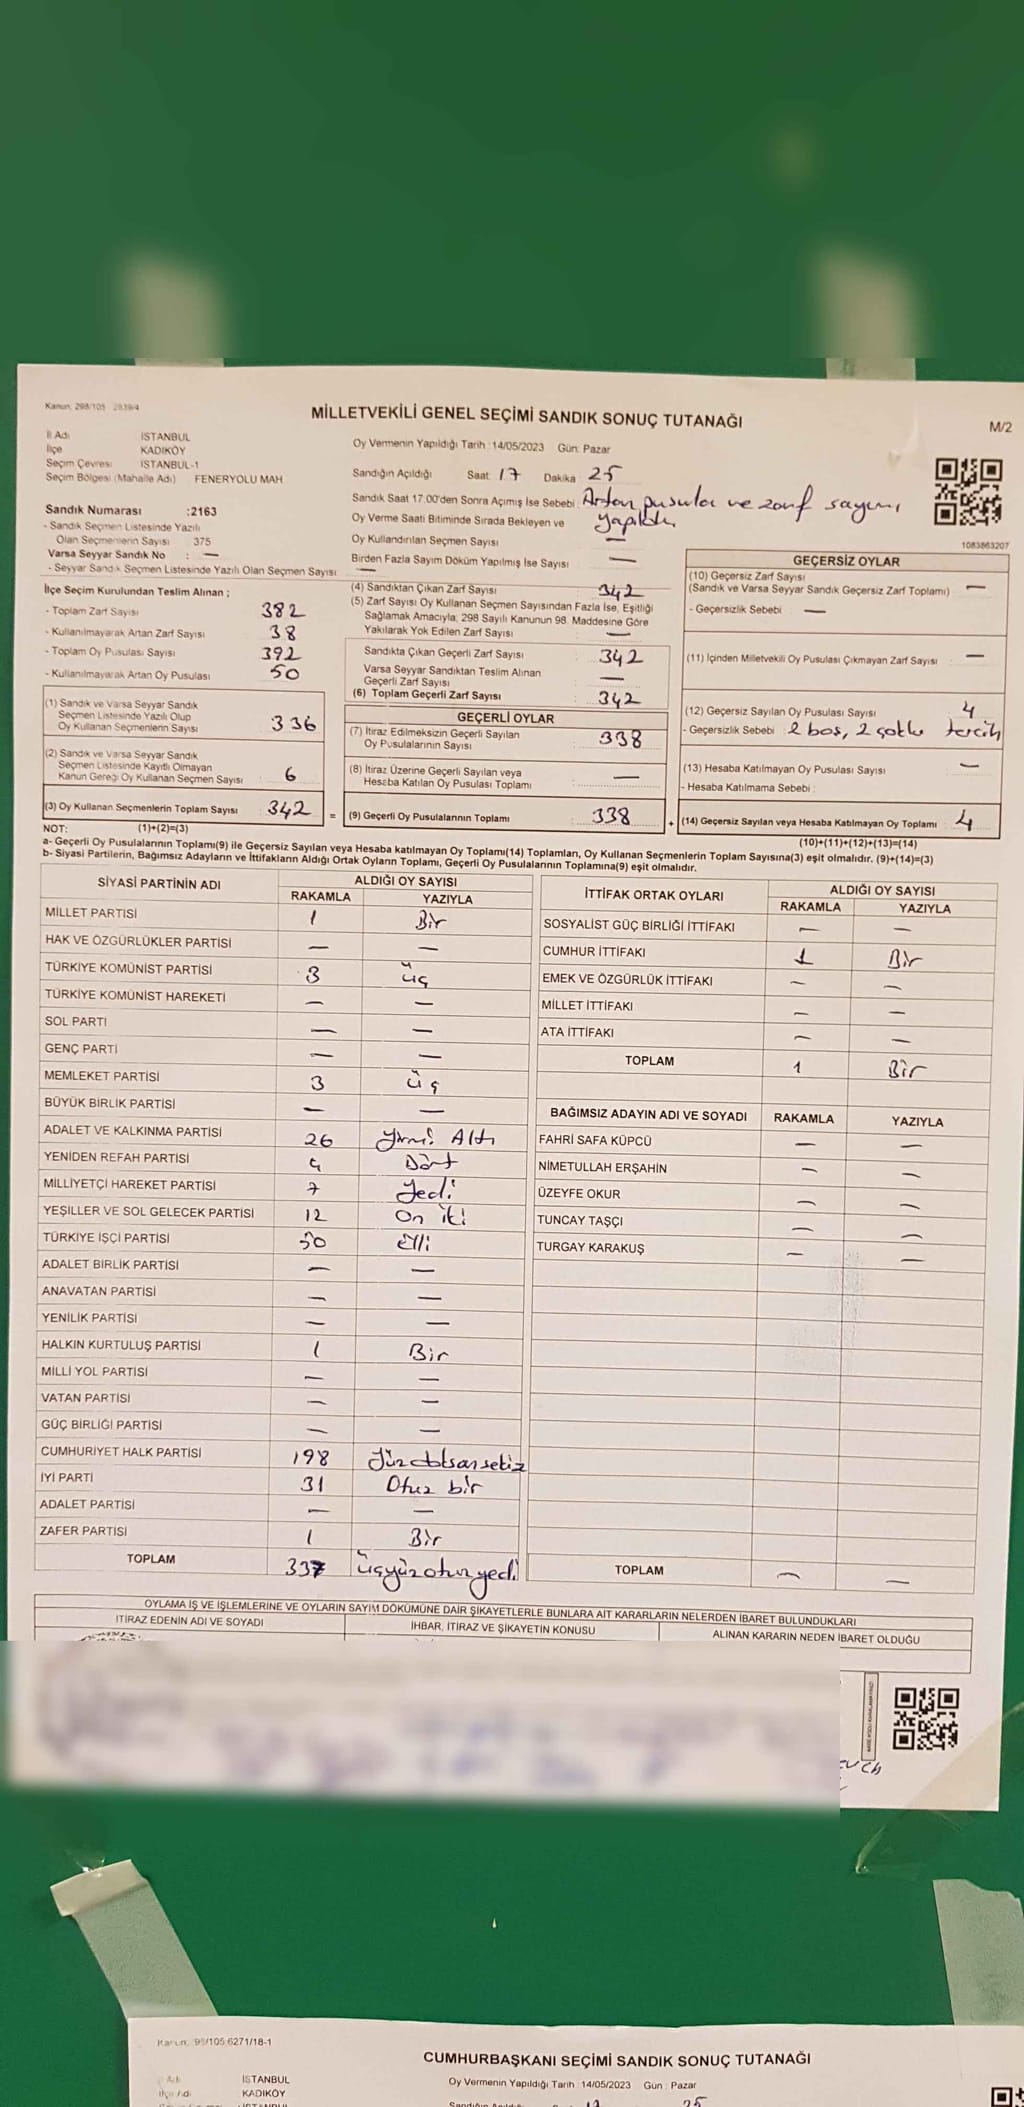 Kanun: 298/105 2839/4
MİLLETVEKİLİ GENEL SEÇİMİ SANDIK SONUÇ TUTANAĞI
M/2
İl Adı İSTANBUL
İlçe KADIKÖY
Seçim Çevresi İSTANBUL-1
Seçim Bölgesi (Mahalle Adı) FENERYOLU MAH
Oy Vermenin Yapıldığı Tarih :14/05/2023 Gün: Pazar
Sandığın Açıldığı Saat 17 Dakika 25
Sandık Saat 17.00'den Sonra Açımış İse Sebebi Artan pusula ve zarf sayımı
yapıldı
Oy Verme Saati Bitiminde Sırada Bekleyen ve
Oy Kullandırılan Seçmen Sayısı —
Birden Fazla Sayım Döküm Yapılmış İse Sayısı —
1083863207
Sandık Numarası :2163
- Sandık Seçmen Listesinde Yazılı
Olan Seçmenlerin Sayısı 375
Varsa Seyyar Sandık No : —
- Seyyar Sandık Seçmen Listesinde Yazılı Olan Seçmen Sayısı —
İlçe Seçim Kurulundan Teslim Alınan ;
- Toplam Zarf Sayısı 382
- Kullanılmayarak Artan Zarf Sayısı 38
- Toplam Oy Pusulası Sayısı 392
- Kullanılmayarak Artan Oy Pusulası 50
(1) Sandık ve Varsa Seyyar Sandık
Seçmen Listesinde Yazılı Olup
Oy Kullanan Seçmenlerin Sayısı 336
(2) Sandık ve Varsa Seyyar Sandık
Seçmen Listesinde Kayıtlı Olmayan
Kanun Gereği Oy Kullanan Seçmen Sayısı 6
(3) Oy Kullanan Seçmenlerin Toplam Sayısı 342 =
(4) Sandıktan Çıkan Zarf Sayısı 342
(5) Zarf Sayısı Oy Kullanan Seçmen Sayısından Fazla İse, Eşitliği
Sağlamak Amacıyla; 298 Sayılı Kanunun 98. Maddesine Göre
Yakılarak Yok Edilen Zarf Sayısı —
Sandıkta Çıkan Geçerli Zarf Sayısı 342
Varsa Seyyar Sandıktan Teslim Alınan
Geçerli Zarf Sayısı —
(6) Toplam Geçerli Zarf Sayısı 342
GEÇERLİ OYLAR
(7) İtiraz Edilmeksizin Geçerli Sayılan
Oy Pusulalarının Sayısı 338
(8) İtiraz Üzerine Geçerli Sayılan veya
Hesaba Katılan Oy Pusulası Toplamı —
(9) Geçerli Oy Pusulalarının Toplamı 338 +
GEÇERSİZ OYLAR
(10) Geçersiz Zarf Sayısı
(Sandık ve Varsa Seyyar Sandık Geçersiz Zarf Toplamı) —
- Geçersizlik Sebebi —
(11) İçinden Milletvekili Oy Pusulası Çıkmayan Zarf Sayısı —
(12) Geçersiz Sayılan Oy Pusulası Sayısı 4
- Geçersizlik Sebebi 2 boş, 2 çoklu tercih
(13) Hesaba Katılmayan Oy Pusulası Sayısı —
- Hesaba Katılmama Sebebi :
(14) Geçersiz Sayılan veya Hesaba Katılmayan Oy Toplamı 4
NOT: (1)+(2)=(3) (10)+(11)+(12)+(13)=(14)
a- Geçerli Oy Pusulalarının Toplamı(9) ile Geçersiz Sayılan veya Hesaba katılmayan Oy Toplamı(14) Toplamları, Oy Kullanan Seçmenlerin Toplam Sayısına(3) eşit olmalıdır. (9)+(14)=(3)
b- Siyasi Partilerin, Bağımsız Adayların ve İttifakların Aldığı Ortak Oyların Toplamı, Geçerli Oy Pusulalarının Toplamına(9) eşit olmalıdır.
SİYASİ PARTİNİN ADI ALDIĞI OY SAYISI
RAKAMLA YAZIYLA
MİLLET PARTİSİ 1 Bir
HAK VE ÖZGÜRLÜKLER PARTİSİ — —
TÜRKİYE KOMÜNİST PARTİSİ 3 Üç
TÜRKİYE KOMÜNİST HAREKETİ — —
SOL PARTİ — —
GENÇ PARTİ — —
MEMLEKET PARTİSİ 3 Üç
BÜYÜK BİRLİK PARTİSİ — —
ADALET VE KALKINMA PARTİSİ 26 Yirmi Altı
YENİDEN REFAH PARTİSİ 4 Dört
MİLLİYETÇİ HAREKET PARTİSİ 7 Yedi
YEŞİLLER VE SOL GELECEK PARTİSİ 12 On iki
TÜRKİYE İŞÇİ PARTİSİ 50 Elli
ADALET BİRLİK PARTİSİ — —
ANAVATAN PARTİSİ — —
YENİLİK PARTİSİ — —
HALKIN KURTULUŞ PARTİSİ 1 Bir
MİLLİ YOL PARTİSİ — —
VATAN PARTİSİ — —
GÜÇ BİRLİĞİ PARTİSİ — —
CUMHURİYET HALK PARTİSİ 198 Yüzdoksansekiz
İYİ PARTİ 31 Otuz bir
ADALET PARTİSİ — —
ZAFER PARTİSİ 1 Bir
TOPLAM 337 Üçyüzotuzyedi
İTTİFAK ORTAK OYLARI ALDIĞI OY SAYISI
RAKAMLA YAZIYLA
SOSYALİST GÜÇ BİRLİĞİ İTTİFAKI — —
CUMHUR İTTİFAKI 1 Bir
EMEK VE ÖZGÜRLÜK İTTİFAKI — —
MİLLET İTTİFAKI — —
ATA İTTİFAKI — —
TOPLAM 1 Bir
BAĞIMSIZ ADAYIN ADI VE SOYADI RAKAMLA YAZIYLA
FAHRİ SAFA KÜPCÜ — —
NİMETULLAH ERŞAHİN — —
ÜZEYFE OKUR — —
TUNCAY TAŞÇI — —
TURGAY KARAKUŞ — —
TOPLAM — —
OYLAMA İŞ VE İŞLEMLERİNE VE OYLARIN SAYIM DÖKÜMÜNE DAİR ŞİKAYETLERLE BUNLARA AİT KARARLARIN NELERDEN İBARET BULUNDUKLARI
İTİRAZ EDENİN ADI VE SOYADI İHBAR, İTİRAZ VE ŞİKAYETİN KONUSU ALINAN KARARIN NEDEN İBARET OLDUĞU
CUMHURBAŞKANI SEÇİMİ SANDIK SONUÇ TUTANAĞI
İSTANBUL
KADIKÖY
Oy Vermenin Yapıldığı Tarih :14/05/2023 Gün : Pazar